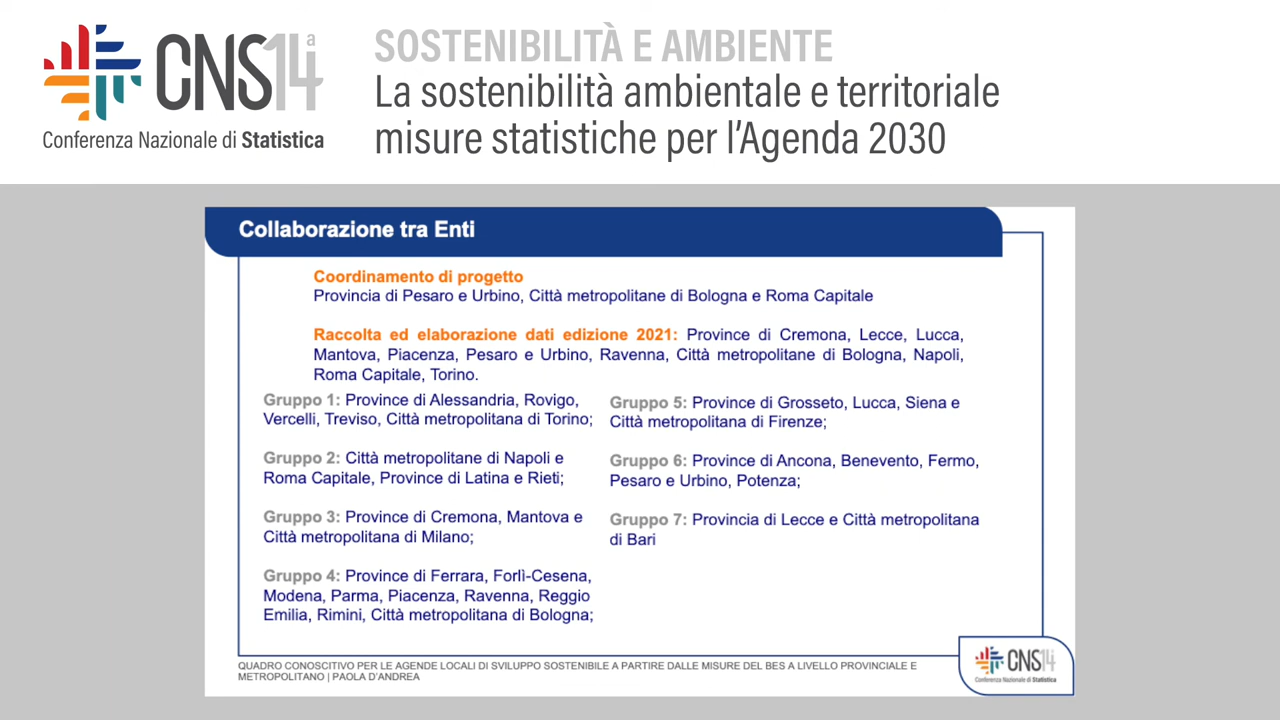 CNS14a
Conferenza Nazionale di Statistica
SOSTENIBILITÀ E AMBIENTE
La sostenibilità ambientale e territoriale
misure statistiche per l'Agenda 2030
Collaborazione tra Enti
Coordinamento di progetto
Provincia di Pesaro e Urbino, Città metropolitane di Bologna e Roma Capitale
Raccolta ed elaborazione dati edizione 2021: Province di Cremona, Lecce, Lucca,
Mantova, Piacenza, Pesaro e Urbino, Ravenna, Città metropolitane di Bologna, Napoli,
Roma Capitale, Torino.
Gruppo 1: Province di Alessandria, Rovigo,
Vercelli, Treviso, Città metropolitana di Torino;
Gruppo 2: Città metropolitane di Napoli e
Roma Capitale, Province di Latina e Rieti;
Gruppo 3: Province di Cremona, Mantova e
Città metropolitana di Milano;
Gruppo 4: Province di Ferrara, Forlì-Cesena,
Modena, Parma, Piacenza, Ravenna, Reggio
Emilia, Rimini, Città metropolitana di Bologna;
Gruppo 5: Province di Grosseto, Lucca, Siena e
Città metropolitana di Firenze;
Gruppo 6: Province di Ancona, Benevento, Fermo,
Pesaro e Urbino, Potenza;
Gruppo 7: Provincia di Lecce e Città metropolitana
di Bari
QUADRO CONOSCITIVO PER LE AGENDE LOCALI DI SVILUPPO SOSTENIBILE A PARTIRE DALLE MISURE DEL BES A LIVELLO PROVINCIALE E
METROPOLITANO | PAOLA D'ANDREA
CNS14
Conferenza Nazionale di Statistica